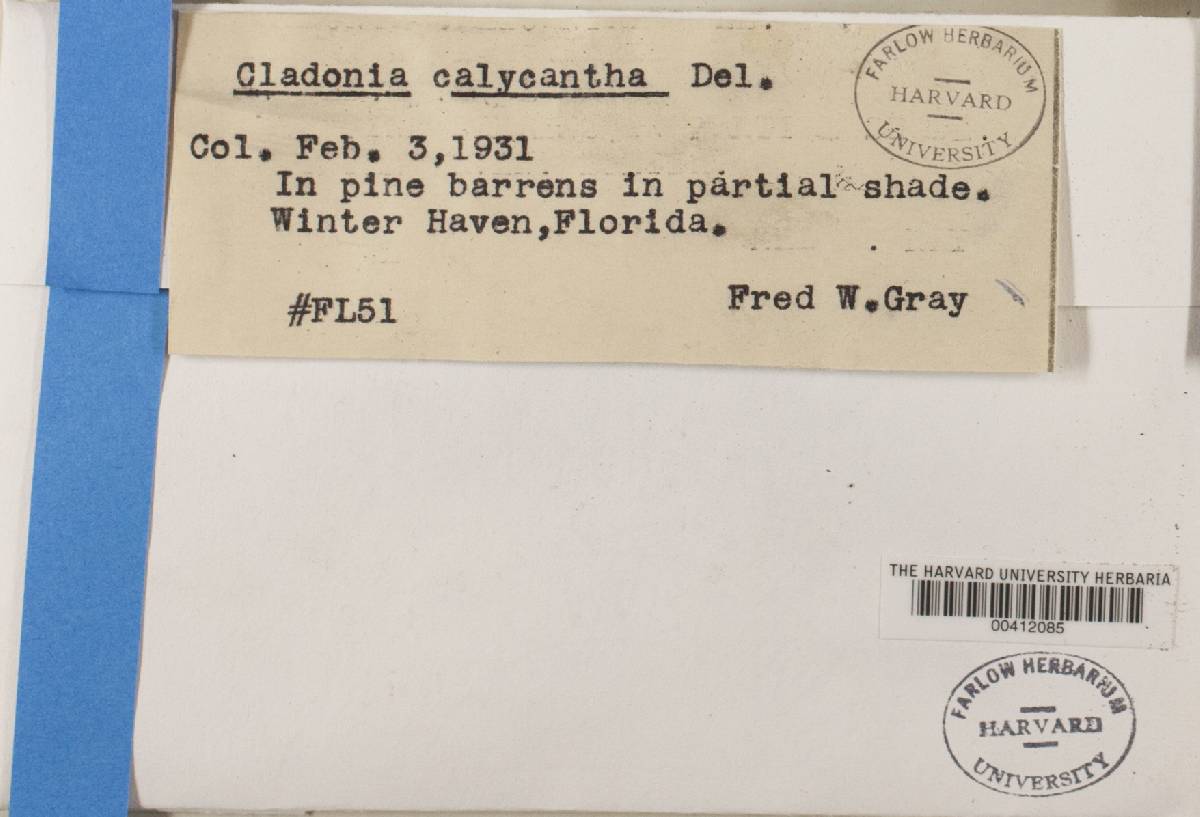 Cladonia calycantha Del.
FARLOW HERBARIUM
HARVARD
UNIVERSITY
Col. Feb. 3,1931
In pine barrens in partial shade.
Winter Haven,Florida.
#FL51
Fred W.Gray
THE HARVARD UNIVERSITY HERBARIA
00412085
FARLOW HERBARIUM
HARVARD
UNIVERSITY